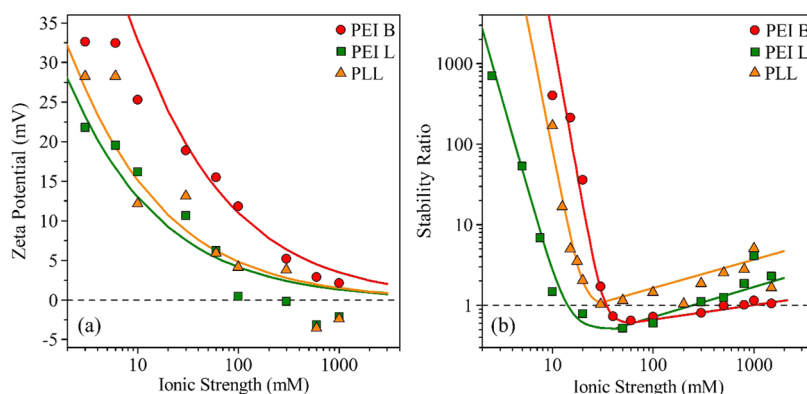 35
30
25
20
15
10
5
0
-5
Zeta Potential (mV)
PEI B
PEI L
PLL
(a)
10
100
1000
Ionic Strength (mM)
1000
100
10
1
Stability Ratio
PEI B
PEI L
PLL
(b)
10
100
1000
Ionic Strength (mM)